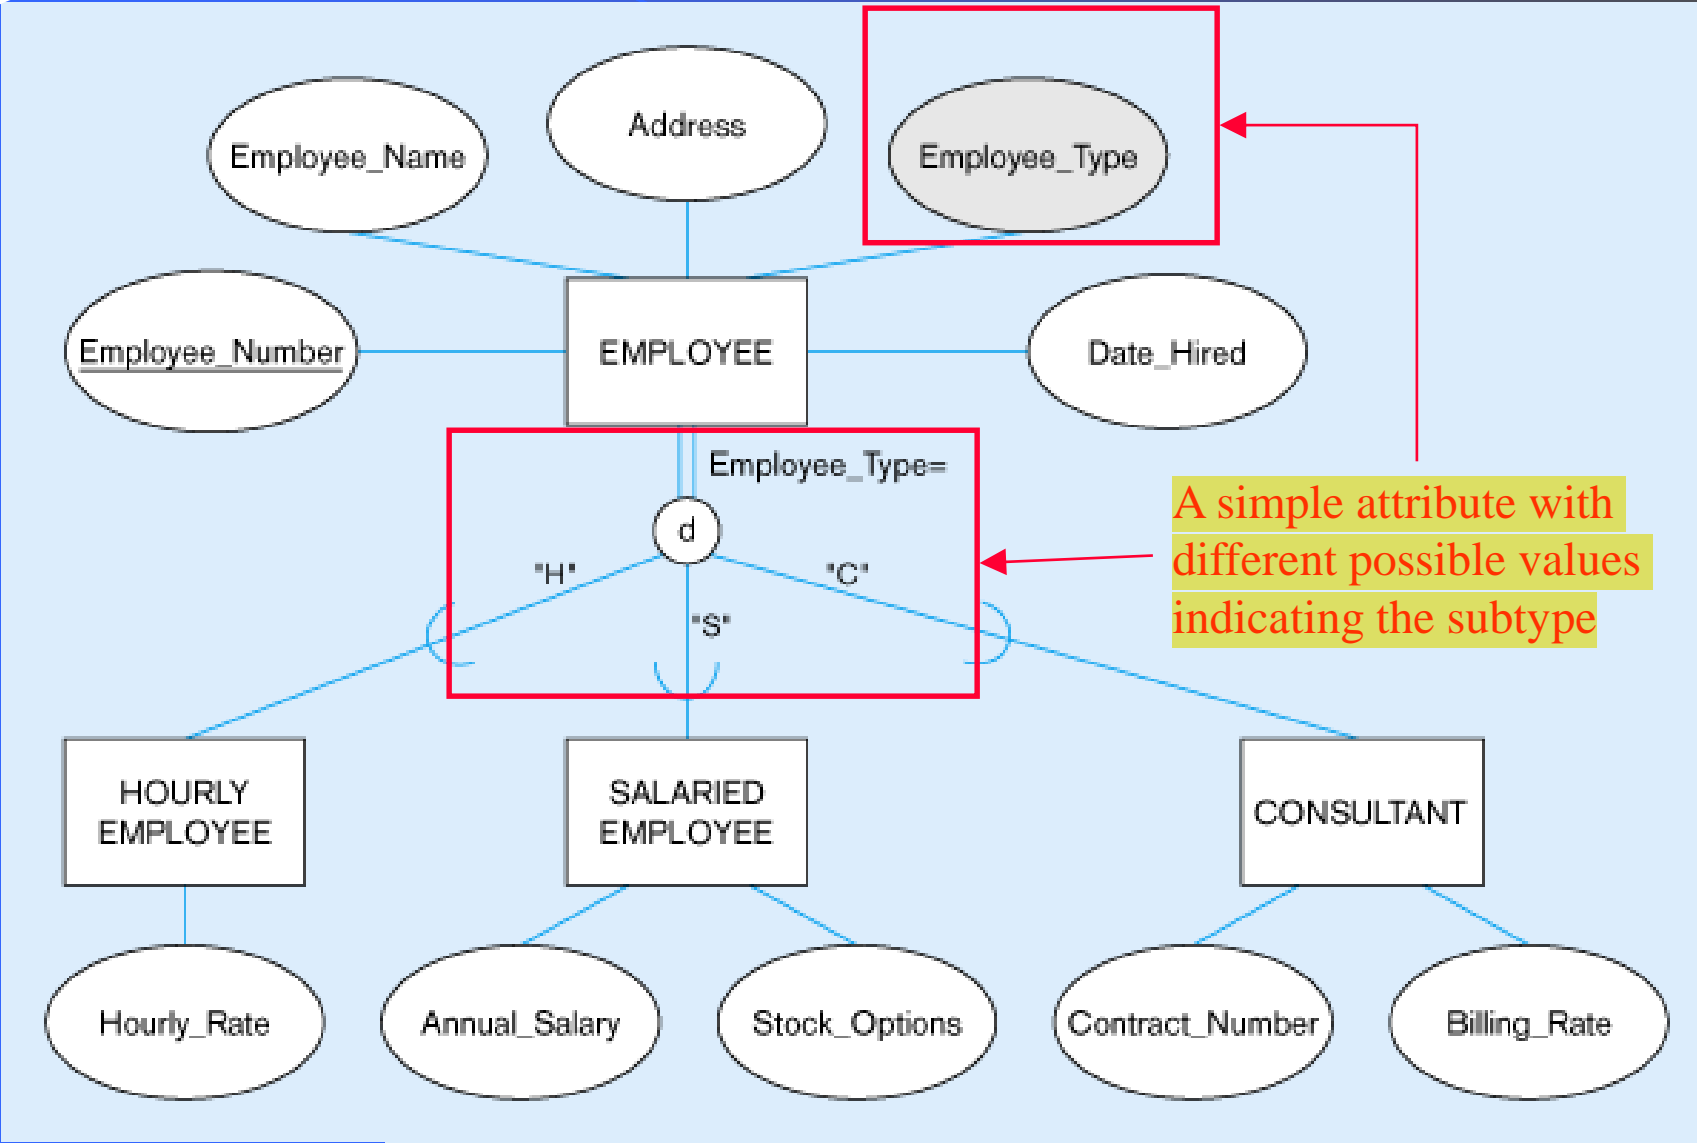 Address
Employee_Name
Employee_Type
Employee_Number
EMPLOYEE
Date_Hired
Employee_Type=
d
"H"
"C"
"S"
A simple attribute with
different possible values
indicating the subtype
HOURLY
EMPLOYEE
SALARIED
EMPLOYEE
CONSULTANT
Hourly_Rate
Annual_Salary
Stock_Options
Contract_Number
Billing_Rate